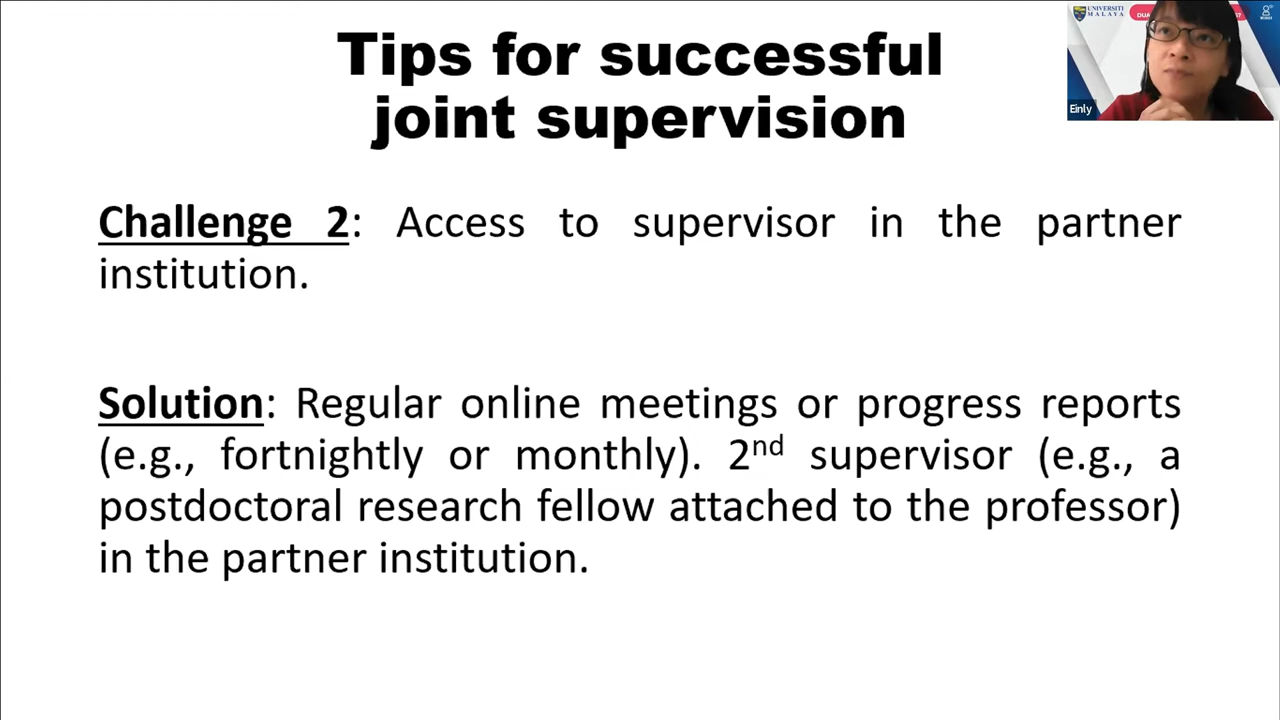 Tips for successful
joint supervision
UNIVERSITI
MALAYA
Einly
Challenge 2: Access to supervisor in the partner
institution.
Solution: Regular online meetings or progress reports
(e.g., fortnightly or monthly). 2nd supervisor (e.g., a
postdoctoral research fellow attached to the professor)
in the partner institution.